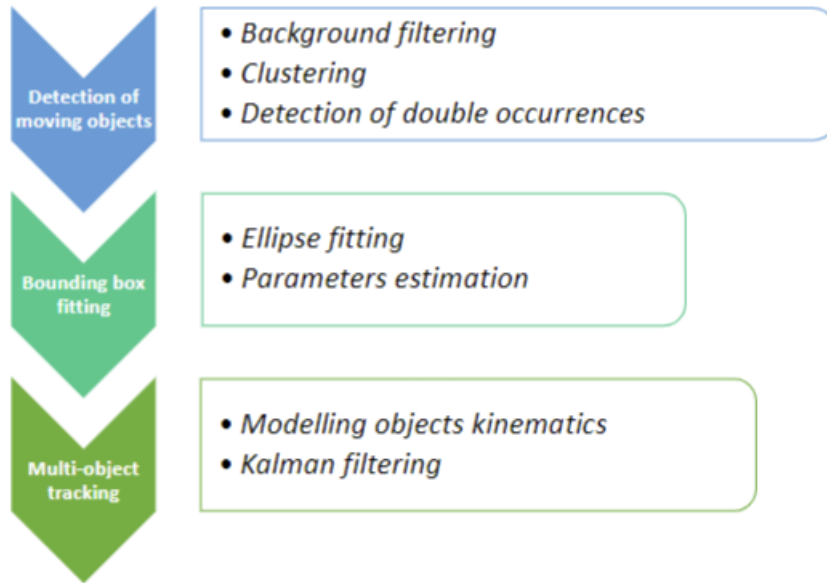 Detection of
moving objects
• Background filtering
• Clustering
• Detection of double occurrences
Bounding box
fitting
• Ellipse fitting
• Parameters estimation
Multi-object
tracking
• Modelling objects kinematics
• Kalman filtering